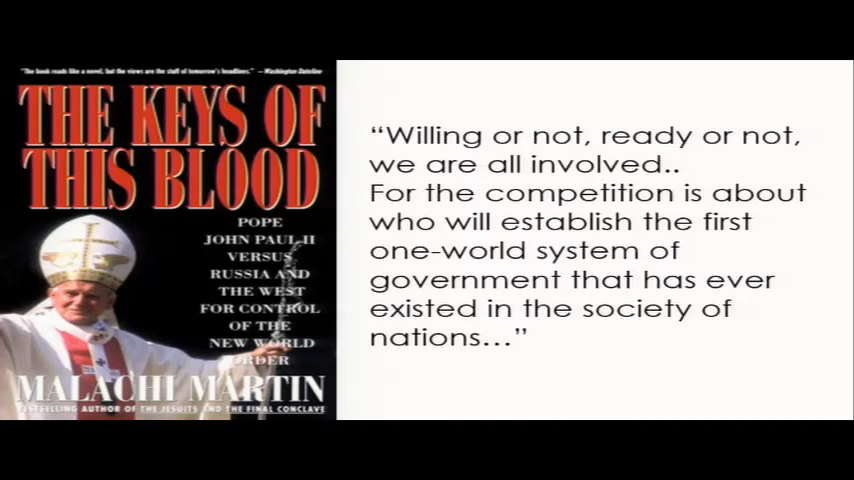 "The book reads like a novel, but the views are the stuff of tomorrow's headlines." —Washington Dateline
THE KEYS OF
THIS BLOOD
POPE
JOHN PAUL II
VERSUS
RUSSIA AND
THE WEST
FOR CONTROL
OF THE
NEW WORLD
ORDER
MALACHI MARTIN
BESTSELLING AUTHOR OF THE JESUITS AND THE FINAL CONCLAVE
“Willing or not, ready or not,
we are all involved..
For the competition is about
who will establish the first
one-world system of
government that has ever
existed in the society of
nations...”